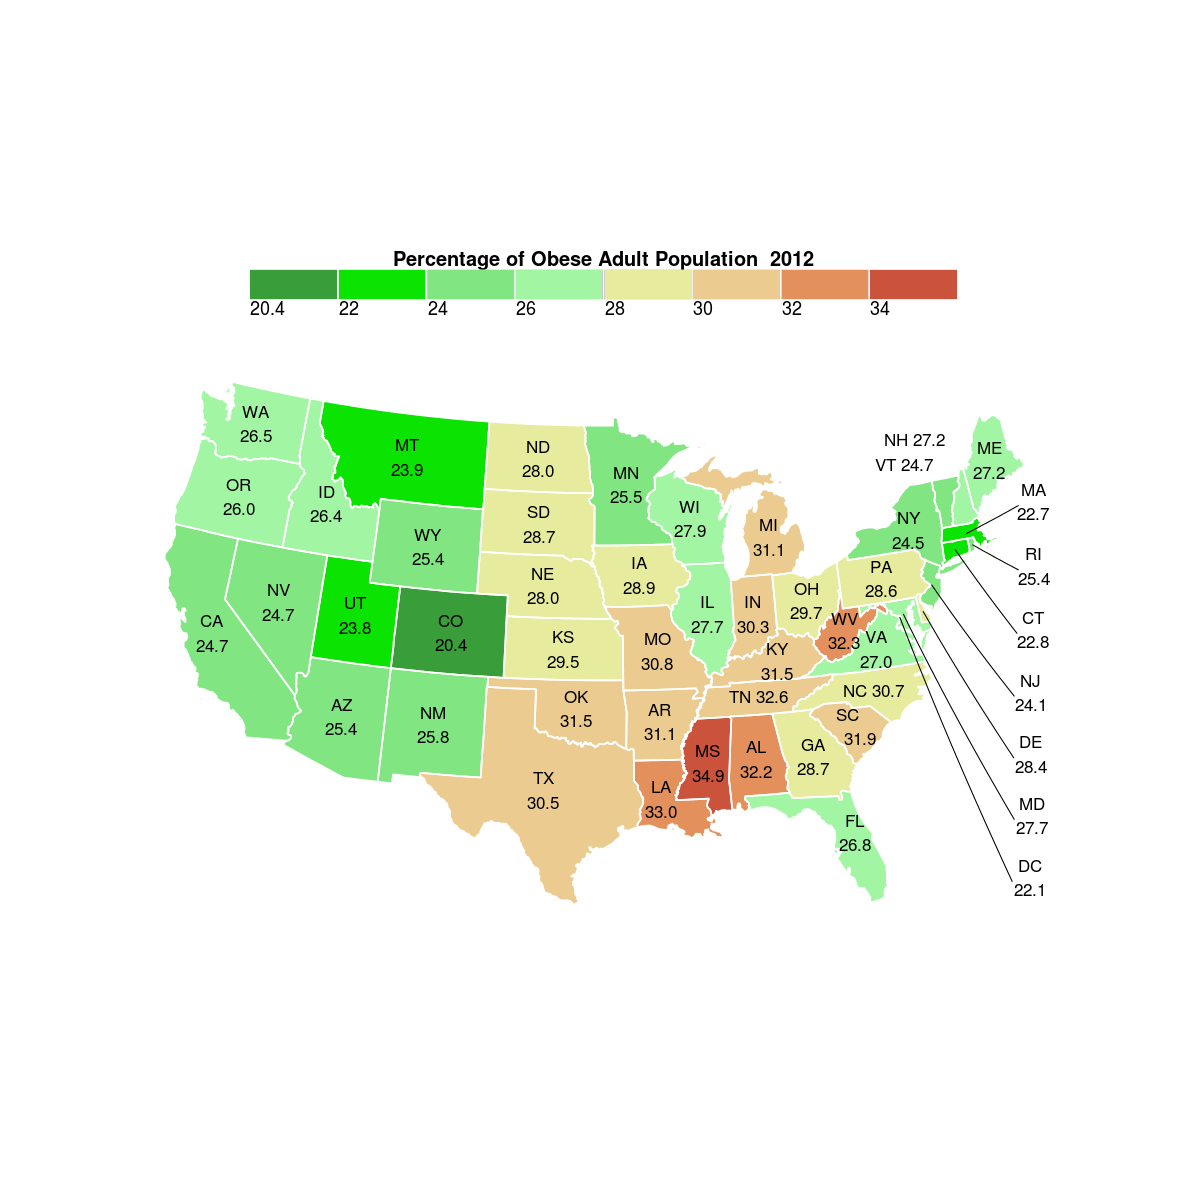 Percentage of Obese Adult Population  2012
20.4 22 24 26 28 30 32 34
WA
26.5
OR
26.0
ID
26.4
MT
23.9
WY
25.4
NV
24.7
UT
23.8
CA
24.7
CO
20.4
AZ
25.4
NM
25.8
ND
28.0
SD
28.7
NE
28.0
KS
29.5
OK
31.5
TX
30.5
MN
25.5
IA
28.9
MO
30.8
AR
31.1
LA
33.0
WI
27.9
IL
27.7
MI
31.1
IN
30.3
OH
29.7
KY
31.5
TN 32.6
MS
34.9
AL
32.2
GA
28.7
FL
26.8
SC
31.9
NC 30.7
VA
27.0
WV
32.3
PA
28.6
NY
24.5
NH 27.2
VT 24.7
ME
27.2
MA
22.7
RI
25.4
CT
22.8
NJ
24.1
DE
28.4
MD
27.7
DC
22.1